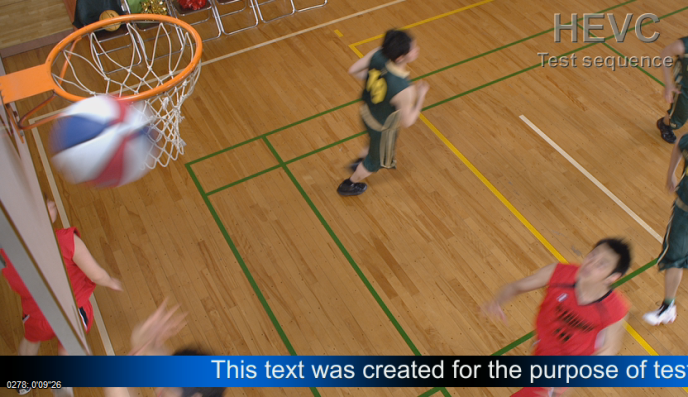 HEVC
Test sequence
This text was created for the purpose of tes
0278: 0'09"26